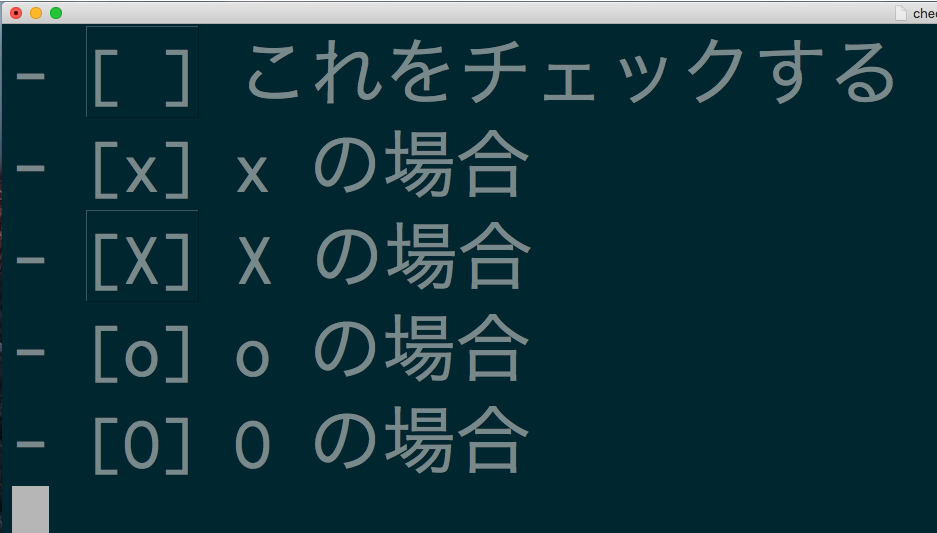 chec
- [ ] これをチェックする
- [x] x の場合
- [X] X の場合
- [o] o の場合
- [O] O の場合